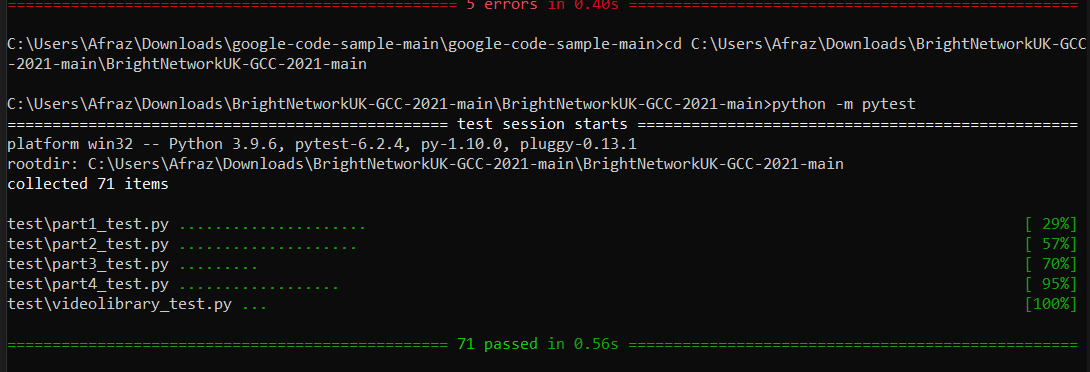 ================================================== 5 errors in 0.40s ==================================================
C:\Users\Afraz\Downloads\google-code-sample-main\google-code-sample-main>cd C:\Users\Afraz\Downloads\BrightNetworkUK-GCC
-2021-main\BrightNetworkUK-GCC-2021-main
C:\Users\Afraz\Downloads\BrightNetworkUK-GCC-2021-main\BrightNetworkUK-GCC-2021-main>python -m pytest
================================================= test session starts =================================================
platform win32 -- Python 3.9.6, pytest-6.2.4, py-1.10.0, pluggy-0.13.1
rootdir: C:\Users\Afraz\Downloads\BrightNetworkUK-GCC-2021-main\BrightNetworkUK-GCC-2021-main
collected 71 items
test\part1_test.py ..................... [ 29%]
test\part2_test.py .................... [ 57%]
test\part3_test.py ......... [ 70%]
test\part4_test.py .................. [ 95%]
test\videolibrary_test.py ... [100%]
================================================= 71 passed in 0.56s ==================================================